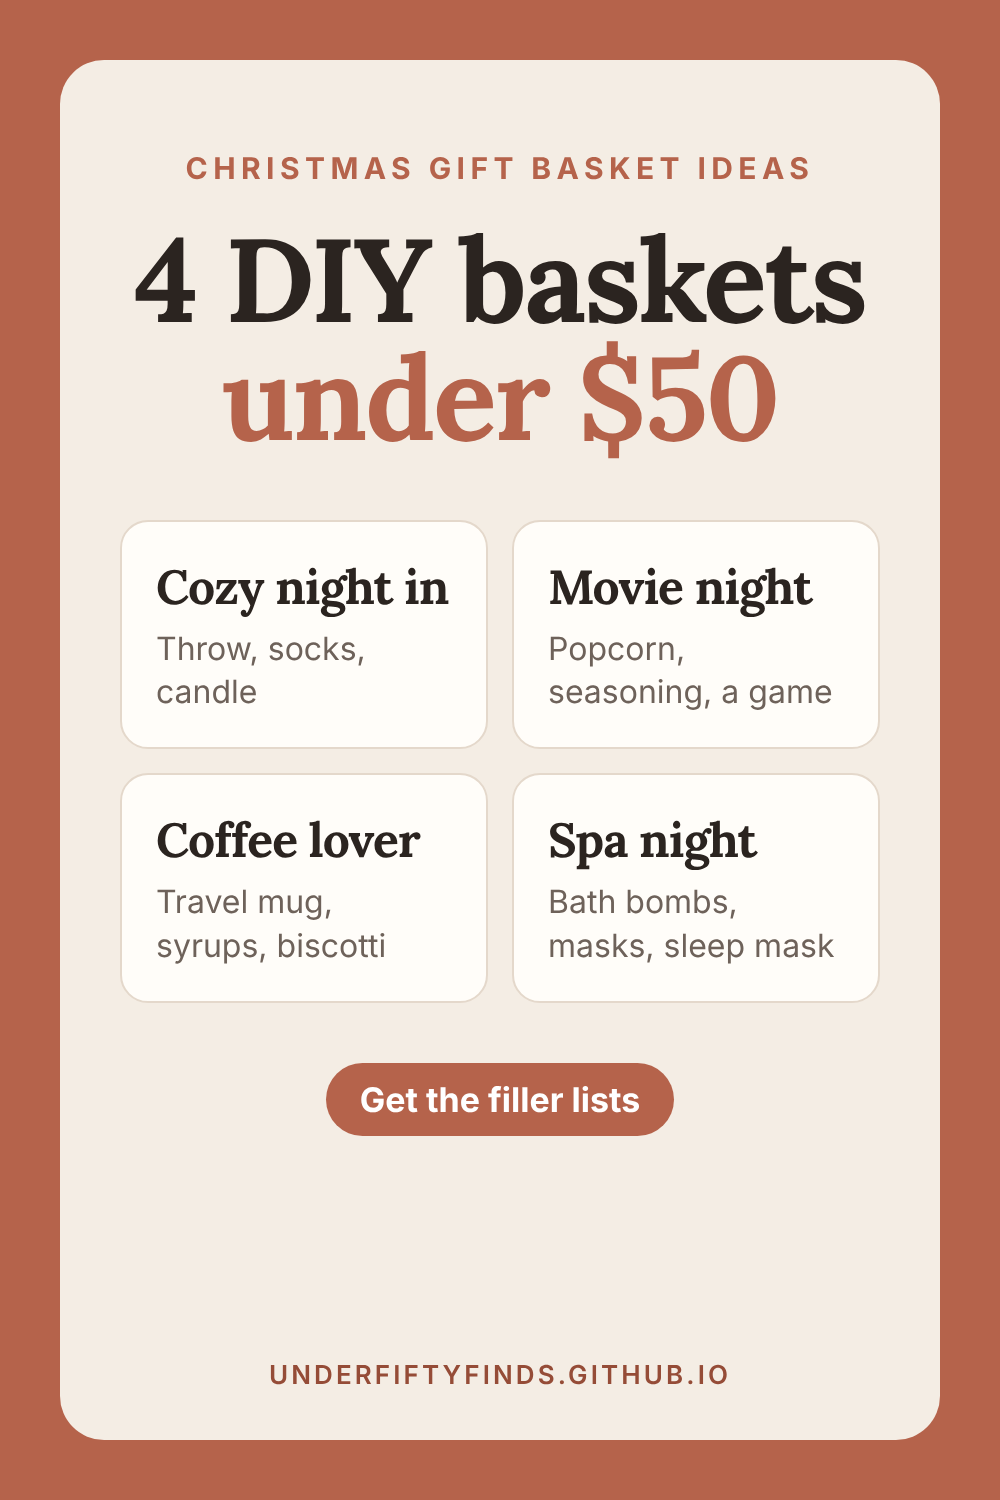 CHRISTMAS GIFT BASKET IDEAS
4 DIY baskets
under $50
Cozy night in
Throw, socks,
candle
Movie night
Popcorn,
seasoning, a game
Coffee lover
Travel mug,
syrups, biscotti
Spa night
Bath bombs,
masks, sleep mask
Get the filler lists
UNDERFIFTYFINDS.GITHUB.IO